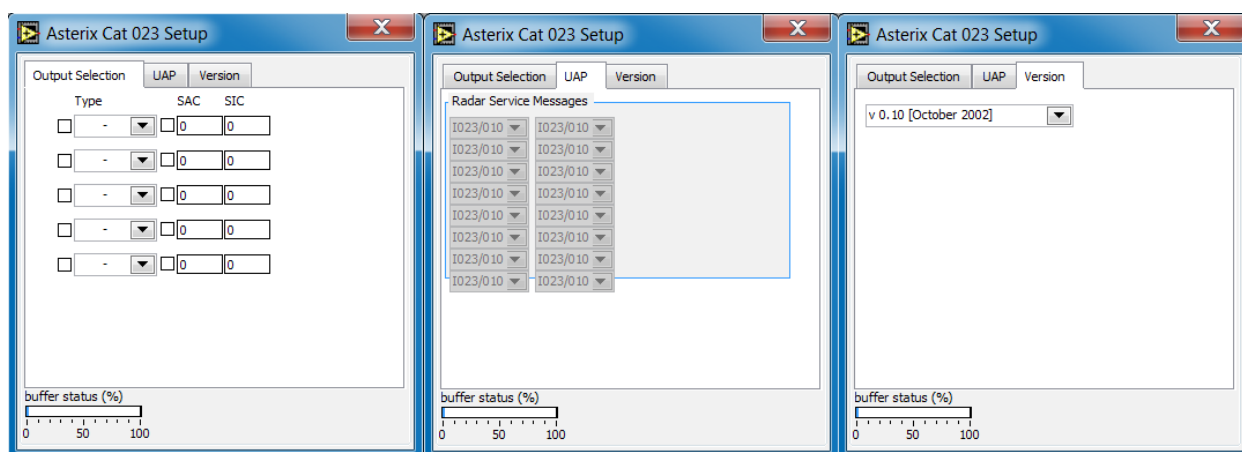 Asterix Cat 023 Setup X
Output Selection UAP Version
Type SAC SIC
- 0 0
- 0 0
- 0 0
- 0 0
- 0 0
buffer status (%)
0 50 100
Asterix Cat 023 Setup X
Output Selection UAP Version
Radar Service Messages
I023/010 I023/010
I023/010 I023/010
I023/010 I023/010
I023/010 I023/010
I023/010 I023/010
I023/010 I023/010
I023/010 I023/010
I023/010 I023/010
buffer status (%)
0 50 100
Asterix Cat 023 Setup X
Output Selection UAP Version
v 0.10 [October 2002]
buffer status (%)
0 50 100